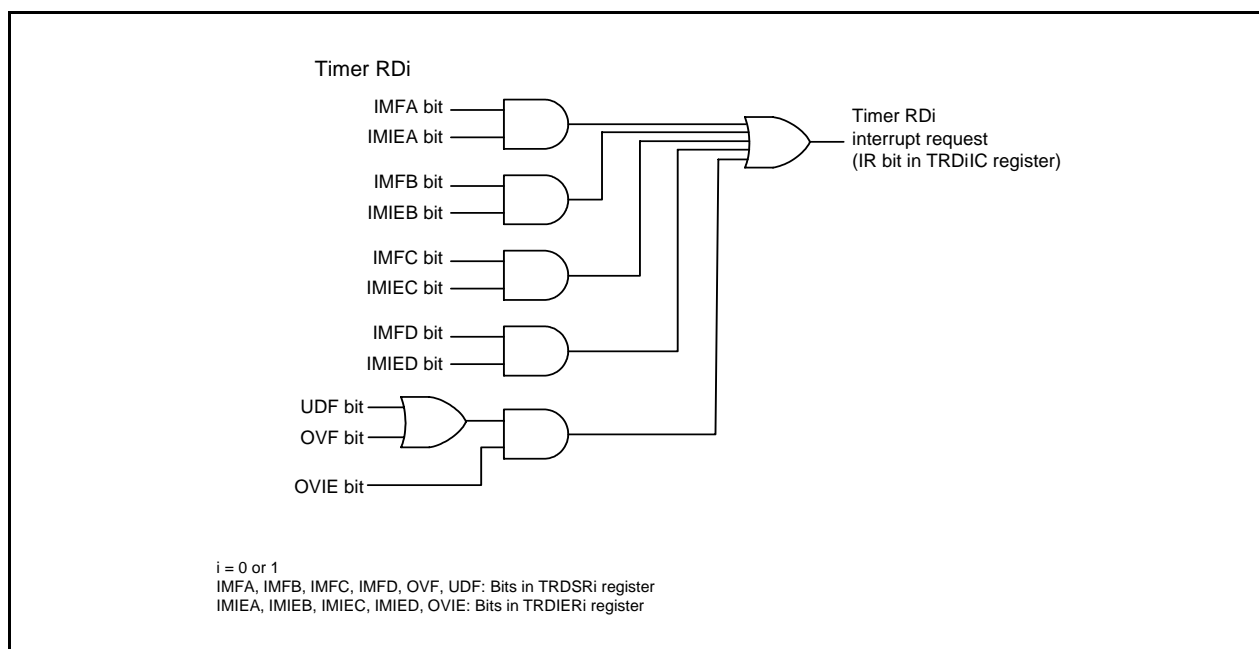 Timer RDi
IMFA bit
IMIEA bit
IMFB bit
IMIEB bit
IMFC bit
IMIEC bit
IMFD bit
IMIED bit
UDF bit
OVF bit
OVIE bit
Timer RDi
interrupt request
(IR bit in TRDiIC register)
i = 0 or 1
IMFA, IMFB, IMFC, IMFD, OVF, UDF: Bits in TRDSRi register
IMIEA, IMIEB, IMIEC, IMIED, OVIE: Bits in TRDIERi register